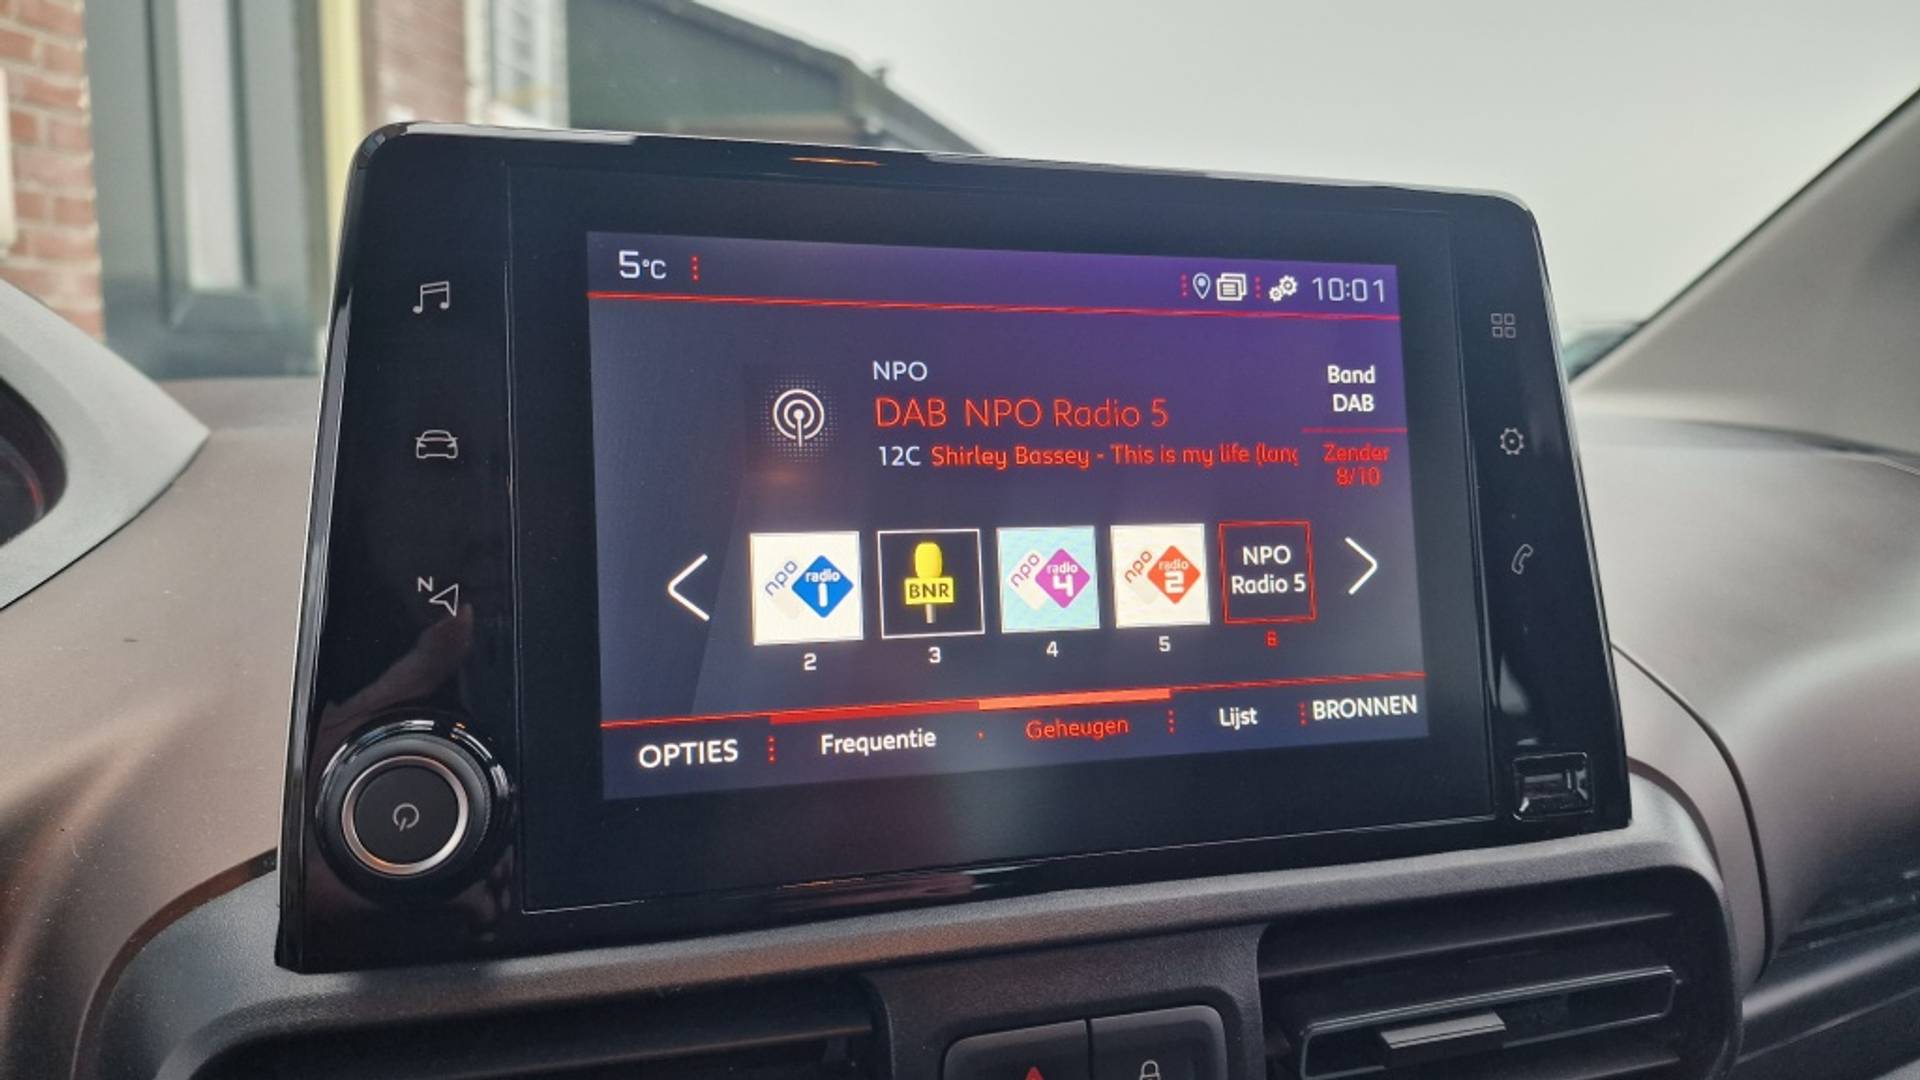 5°C
10:01
NPO
DAB NPO Radio 5
12C Shirley Bassey - This is my life (lang
Band
DAB
Zender
8/10
npo radio 1
BNR
npo radio 4
npo radio 2
NPO
Radio 5
2
3
4
5
6
OPTIES
Frequentie
Geheugen
Lijst
BRONNEN
N